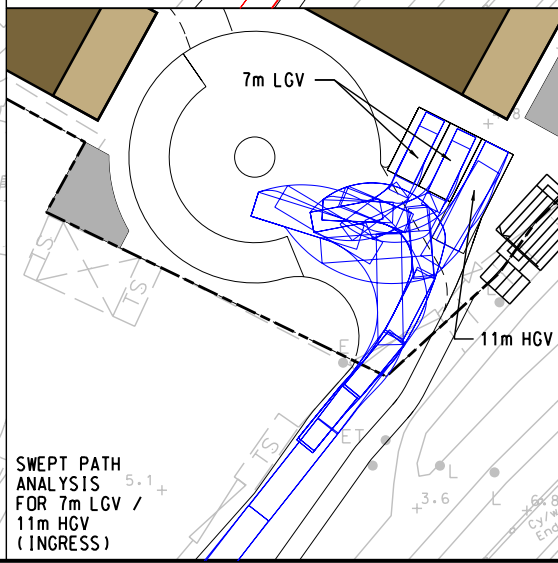 7m LGV
11m HGV
TS
TS
E
ET
TS
L
L
5.1
3.6
SWEPT PATH
ANALYSIS
FOR 7m LGV /
11m HGV
(INGRESS)